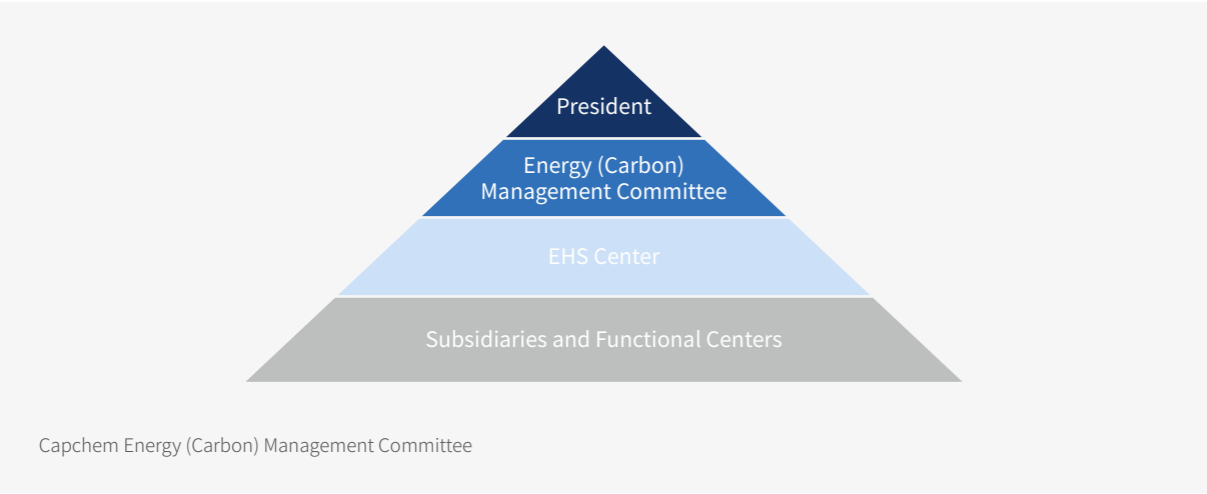 President
Energy (Carbon)
Management Committee
EHS Center
Subsidiaries and Functional Centers
Capchem Energy (Carbon) Management Committee